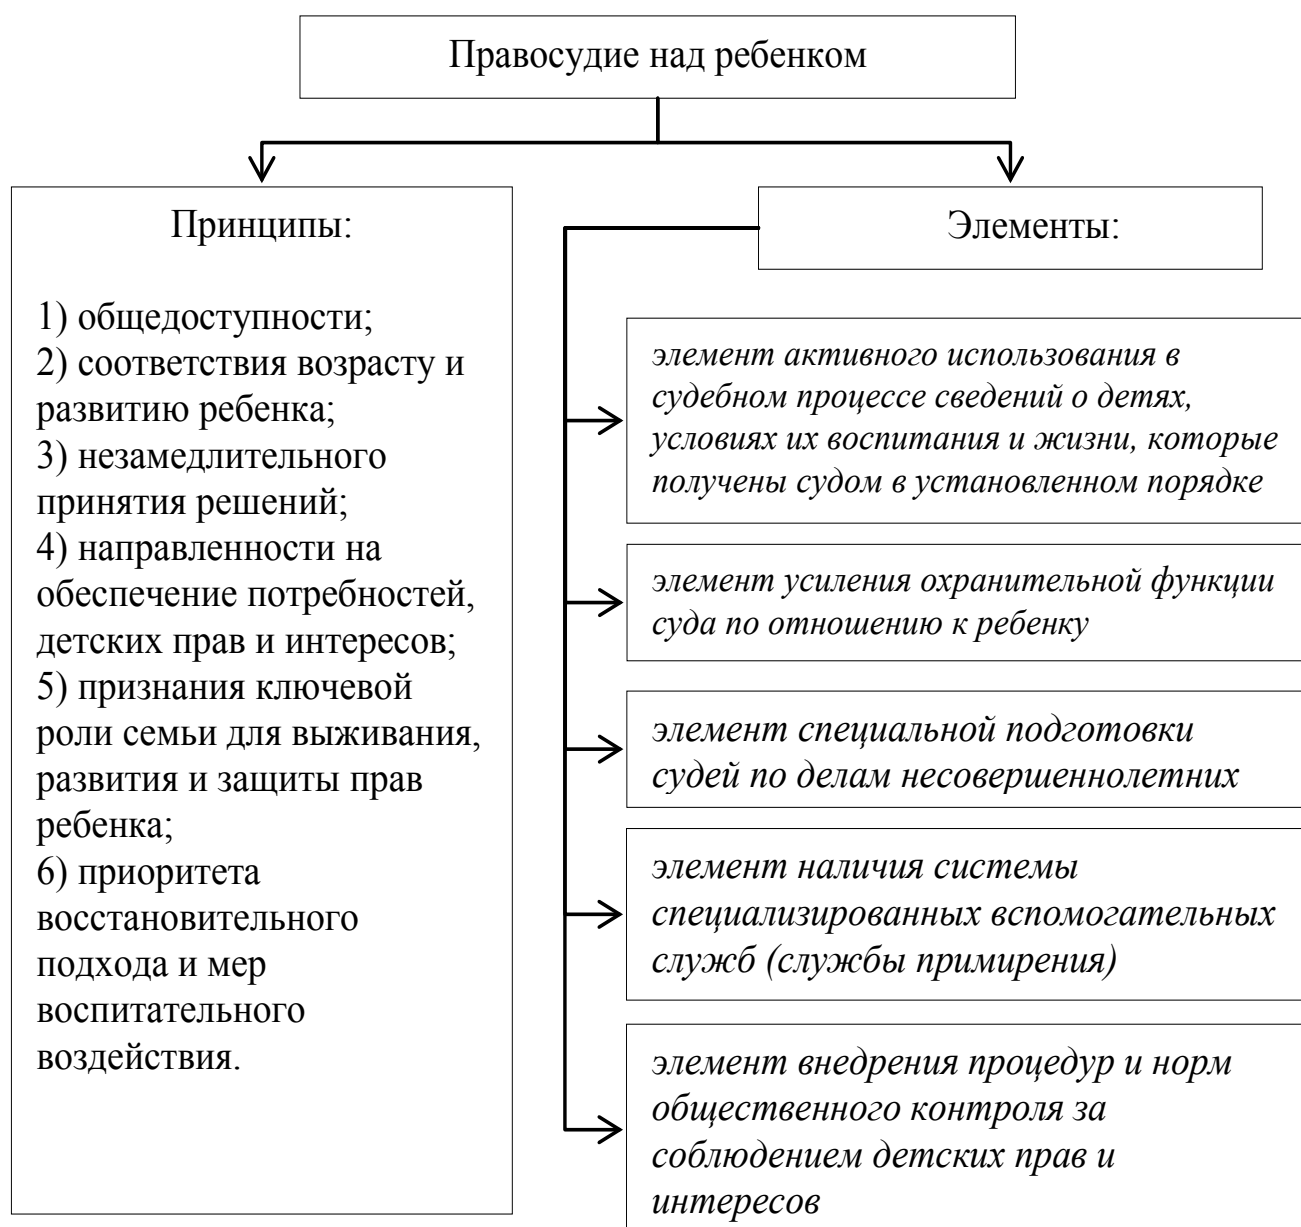 Правосудие над ребенком
Принципы:
1) общедоступности;
2) соответствия возрасту и
развитию ребенка;
3) незамедлительного
принятия решений;
4) направленности на
обеспечение потребностей,
детских прав и интересов;
5) признания ключевой
роли семьи для выживания,
развития и защиты прав
ребенка;
6) приоритета
восстановительного
подхода и мер
воспитательного
воздействия.
Элементы:
элемент активного использования в
судебном процессе сведений о детях,
условиях их воспитания и жизни, которые
получены судом в установленном порядке
элемент усиления охранительной функции
суда по отношению к ребенку
элемент специальной подготовки
судей по делам несовершеннолетних
элемент наличия системы
специализированных вспомогательных
служб (службы примирения)
элемент внедрения процедур и норм
общественного контроля за
соблюдением детских прав и
интересов